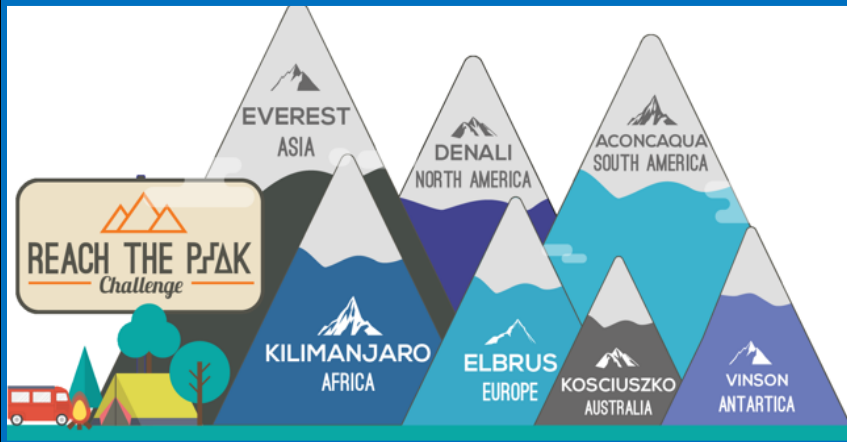 EVEREST
ASIA
DENALI
NORTH AMERICA
ACONCAQUA
SOUTH AMERICA
REACH THE PEAK
Challenge
KILIMANJARO
AFRICA
ELBRUS
EUROPE
KOSCIUSZKO
AUSTRALIA
VINSON
ANTARTICA